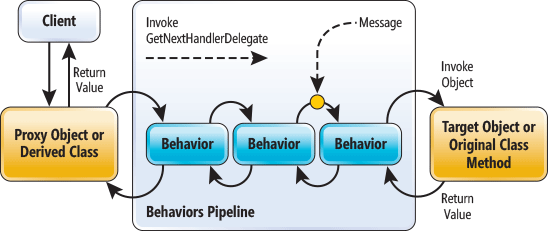 Client
Return
Value
Proxy Object or
Derived Class
Invoke
GetNextHandlerDelegate
Message
Behavior
Behavior
Behavior
Behaviors Pipeline
Invoke
Object
Target Object or
Original Class
Method
Return
Value